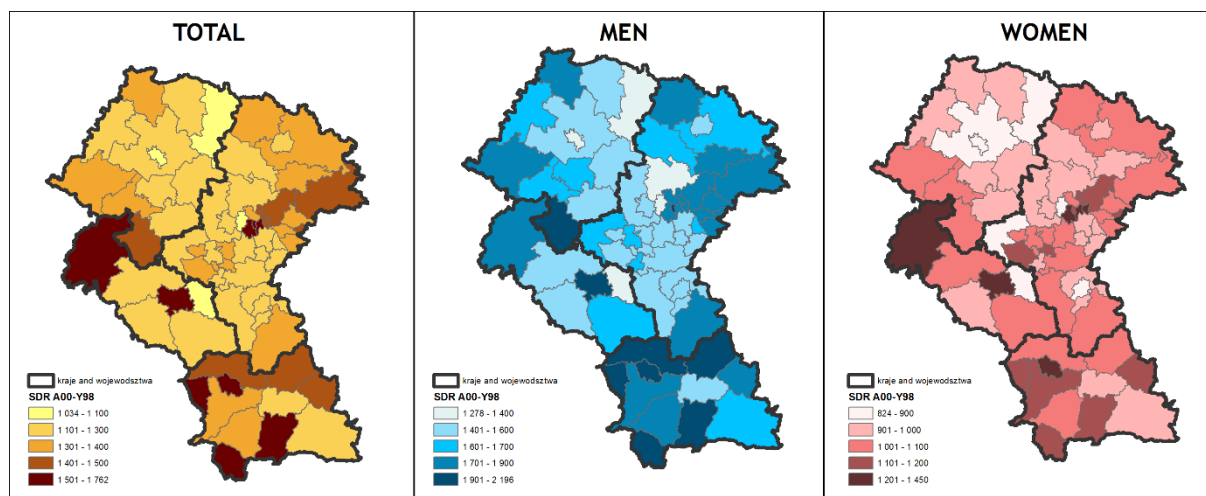 TOTAL
kraje and wojewodsztwa
SDR A00-Y98
1 034 - 1 100
1 101 - 1 300
1 301 - 1 400
1 401 - 1 500
1 501 - 1 762
MEN
kraje and wojewodsztwa
SDR A00-Y98
1 278 - 1 400
1 401 - 1 600
1 601 - 1 700
1 701 - 1 900
1 901 - 2 196
WOMEN
kraje and wojewodsztwa
SDR A00-Y98
824 - 900
901 - 1 000
1 001 - 1 100
1 101 - 1 200
1 201 - 1 450